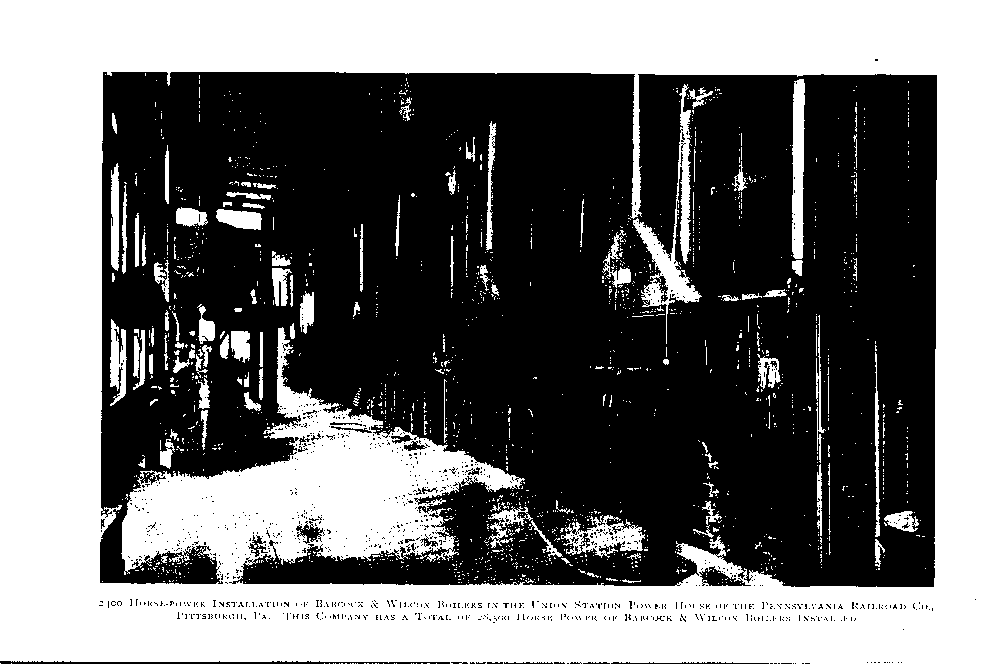 2400 Horse-power Installation of Babcock & Wilcox Boilers in the Union Station Power House of the Pennsylvania Railroad Co.,
Pittsburgh, Pa. This Company has a Total of 28,500 Horse Power of Babcock & Wilcox Boilers Installed